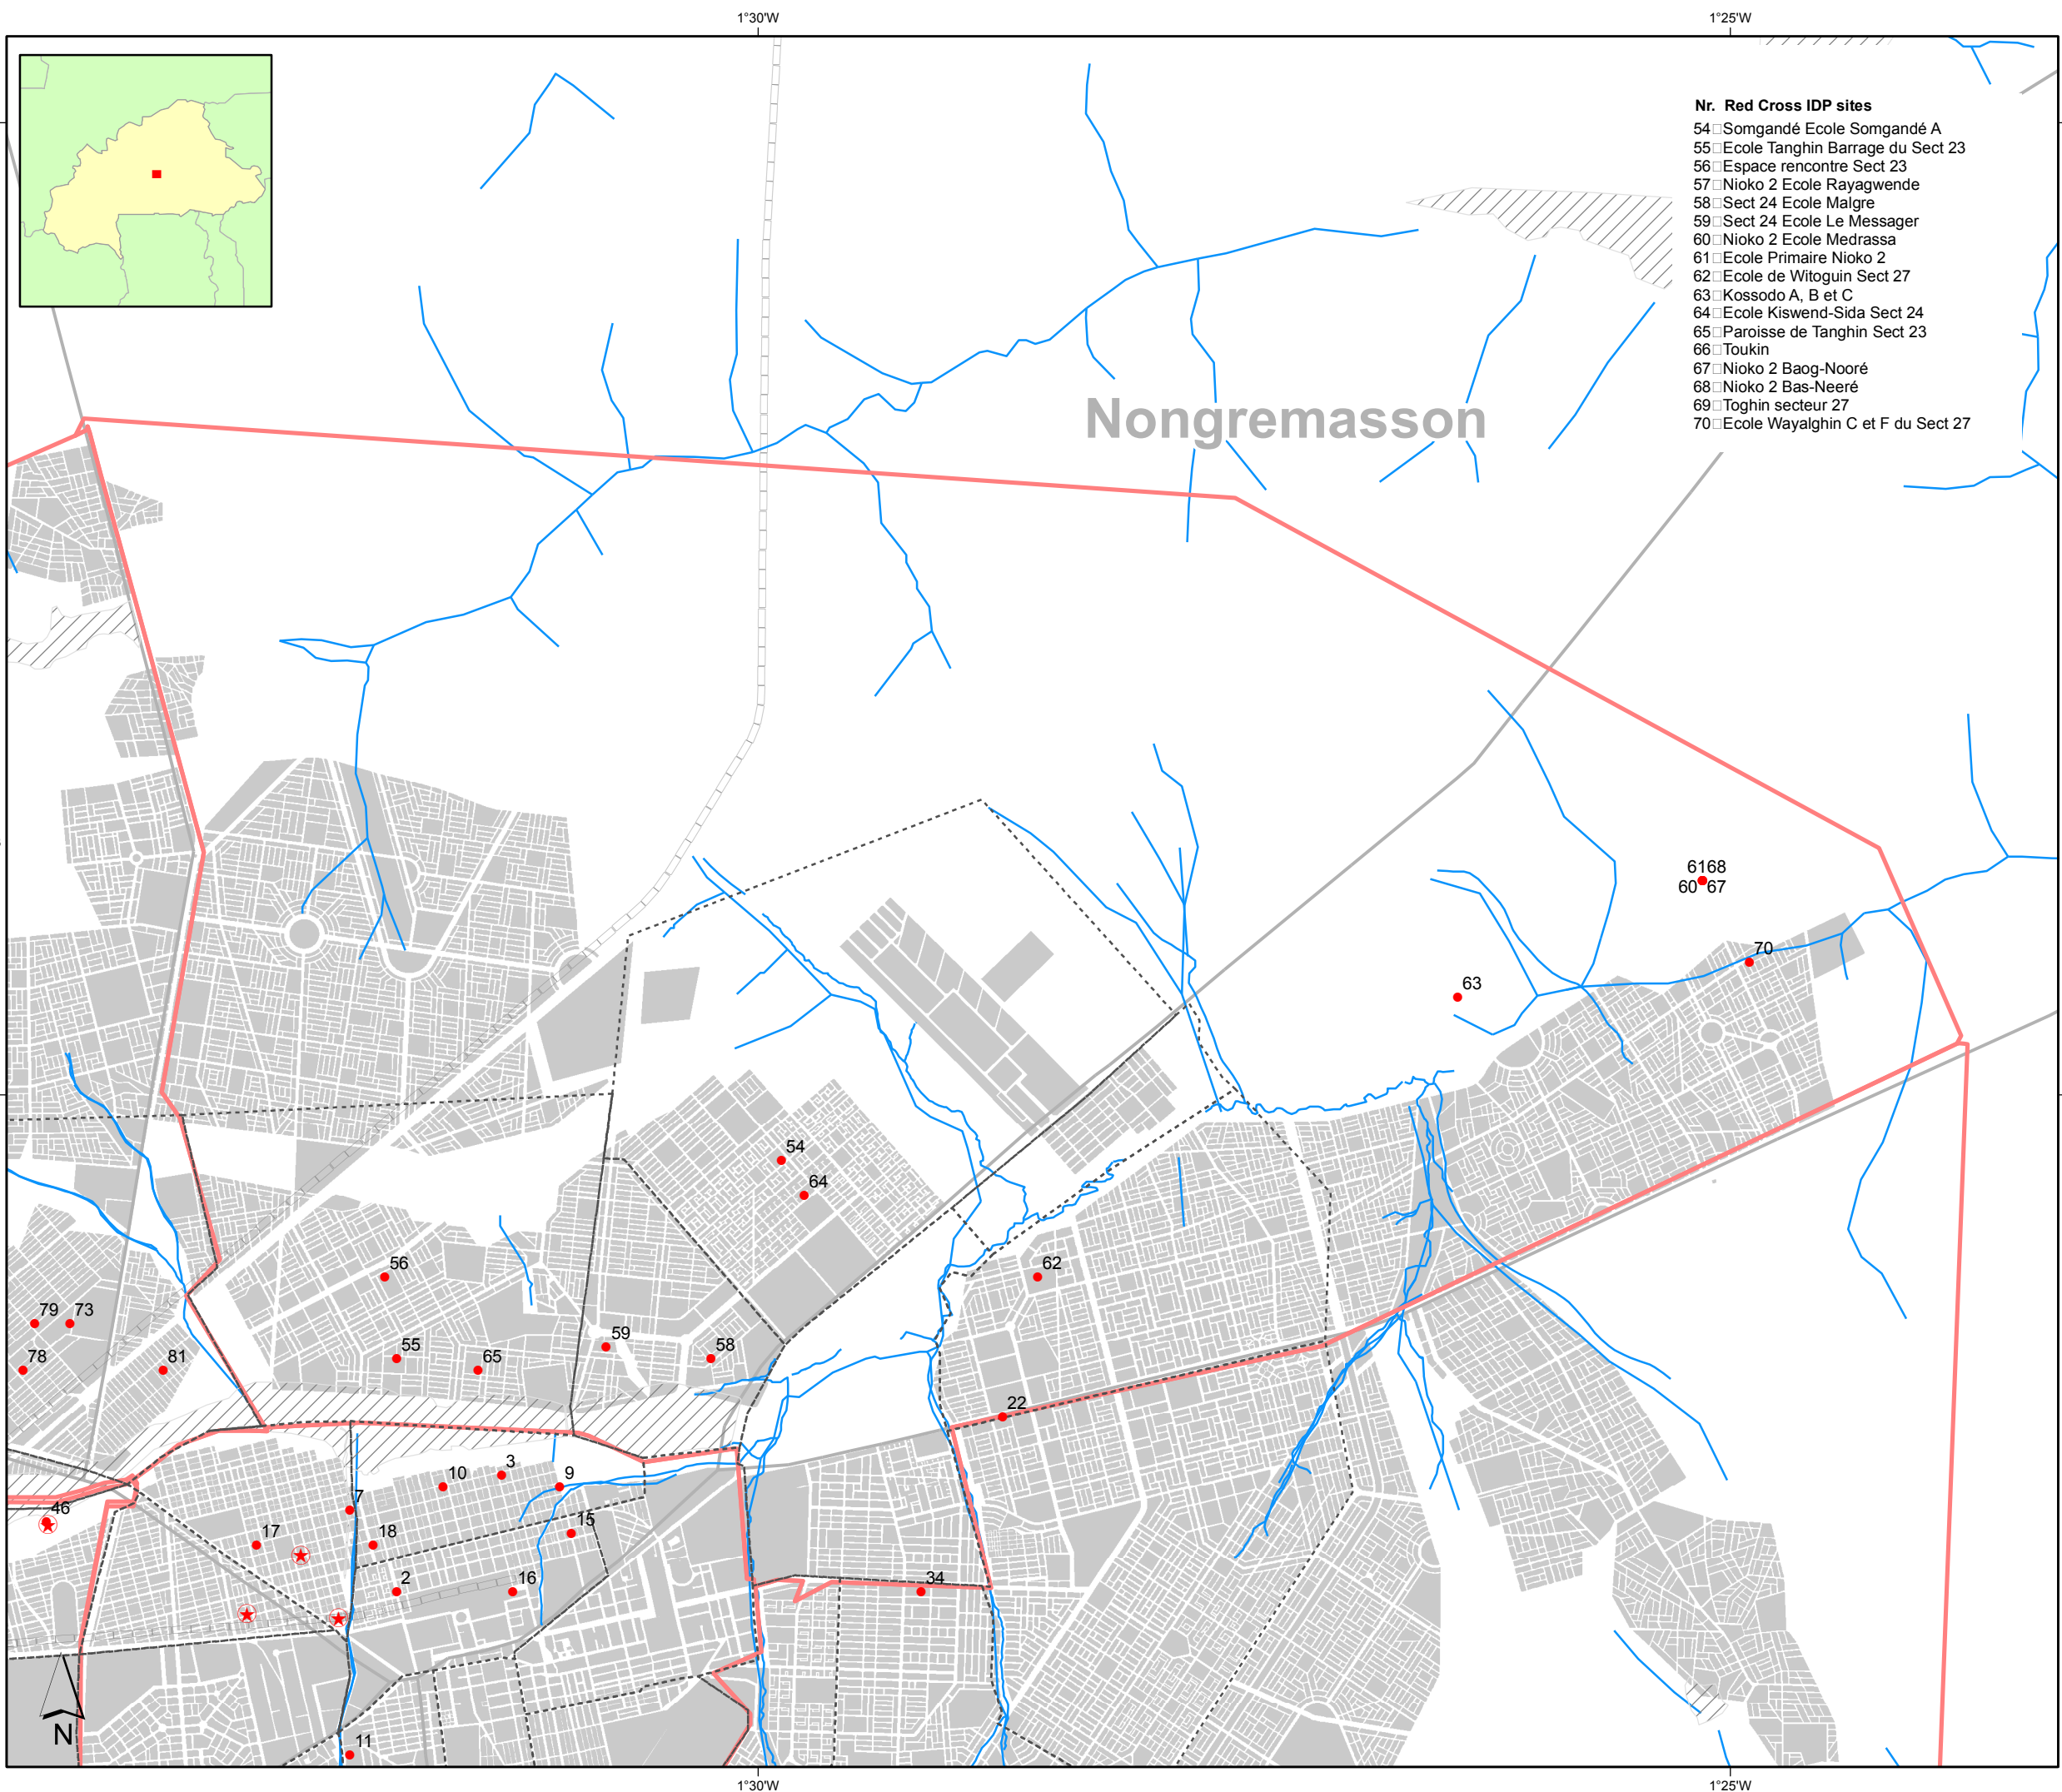 1°30'W
1°25'W
Nr. Red Cross IDP sites
54□Somgandé Ecole Somgandé A
55□Ecole Tanghin Barrage du Sect 23
56□Espace rencontre Sect 23
57□Nioko 2 Ecole Rayagwende
58□Sect 24 Ecole Malgre
59□Sect 24 Ecole Le Messager
60□Nioko 2 Ecole Medrassa
61□Ecole Primaire Nioko 2
62□Ecole de Witoguin Sect 27
63□Kossodo A, B et C
64□Ecole Kiswend-Sida Sect 24
65□Paroisse de Tanghin Sect 23
66□Toukin
67□Nioko 2 Baog-Nooré
68□Nioko 2 Bas-Neeré
69□Toghin secteur 27
70□Ecole Wayalghin C et F du Sect 27
Nongremasson
6168
60 67
70
63
54
64
56
62
79
73
59
55
58
78
81
65
22
3
10
9
7
46
17
18
15
2
16
34
N
11
1°30'W
1°25'W